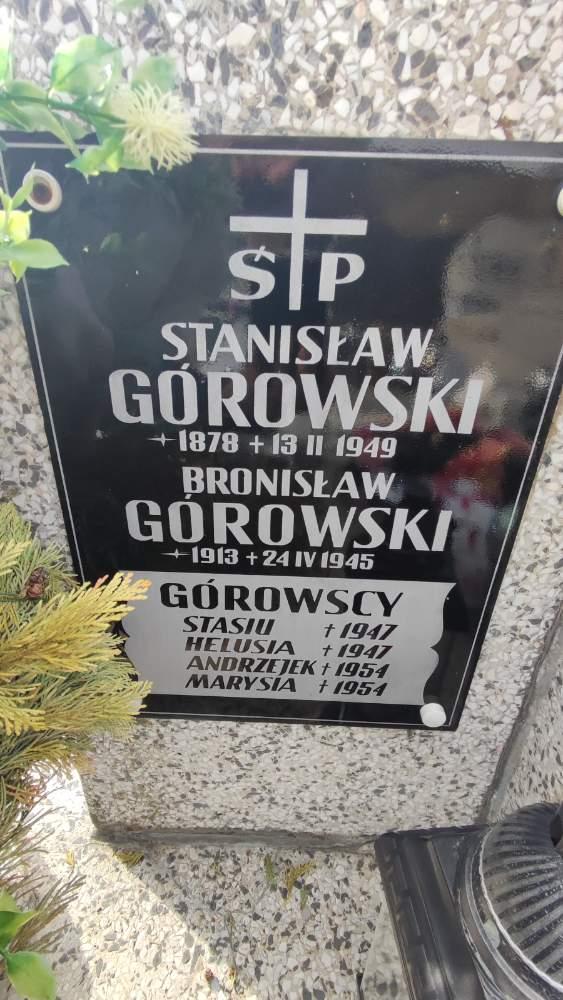 ŚP
STANISŁAW
GÓROWSKI
1878 + 13 II 1949
BRONISŁAW
GÓROWSKI
1913 + 24 IV 1945
GÓROWSCY
STASIU † 1947
HELUSIA † 1947
ANDRZEJEK † 1954
MARYSIA † 1954